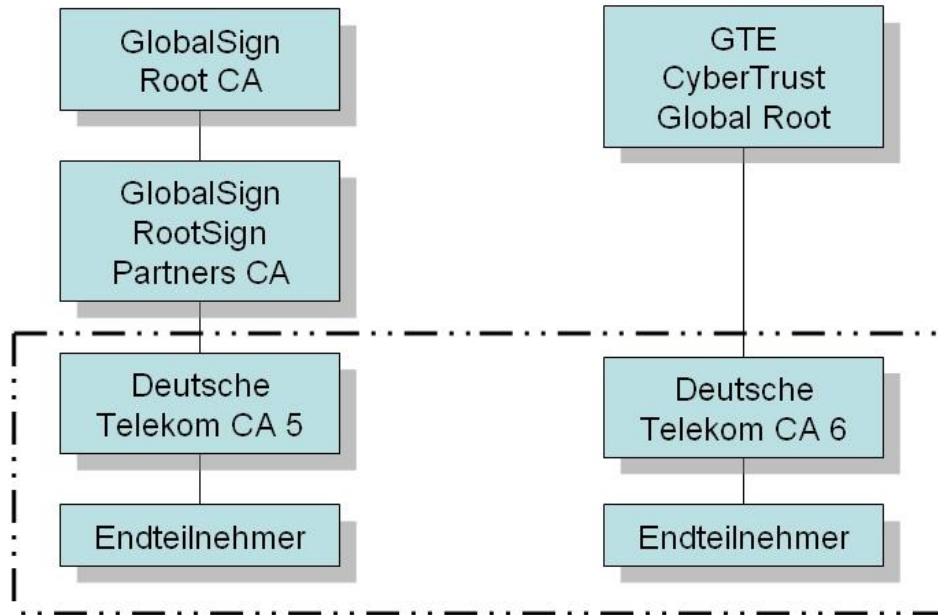 GlobalSign
Root CA
GlobalSign
RootSign
Partners CA
Deutsche
Telekom CA 5
Endteilnehmer
GTE
CyberTrust
Global Root
Deutsche
Telekom CA 6
Endteilnehmer